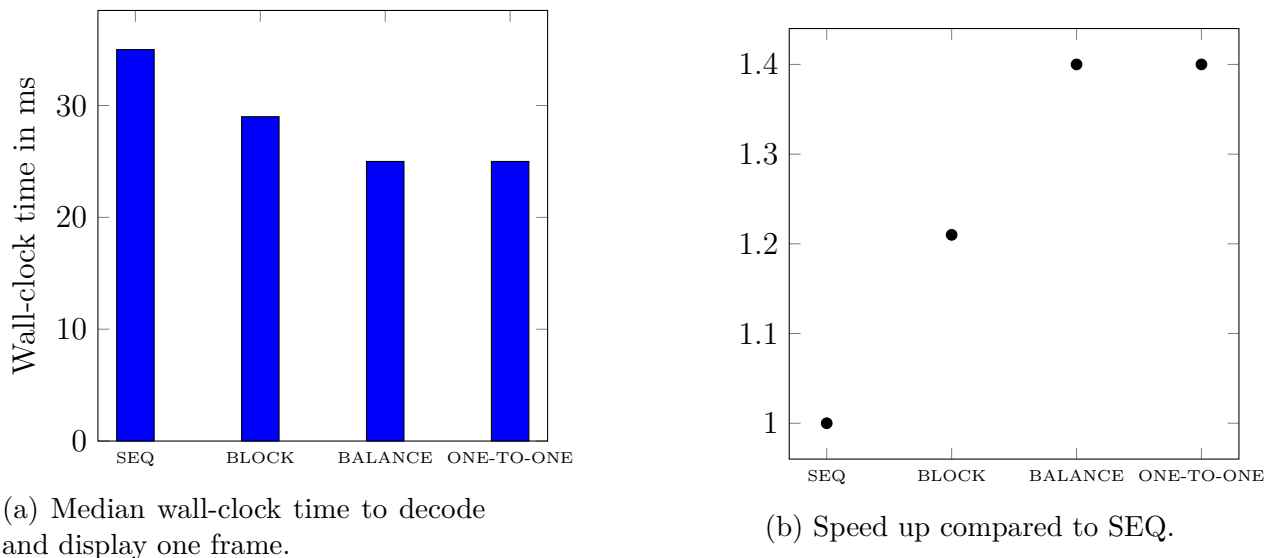 Wall-clock time in ms
30
20
10
0
SEQ BLOCK BALANCE ONE-TO-ONE
(a) Median wall-clock time to decode
and display one frame.
1.4
1.3
1.2
1.1
1
SEQ BLOCK BALANCE ONE-TO-ONE
(b) Speed up compared to SEQ.